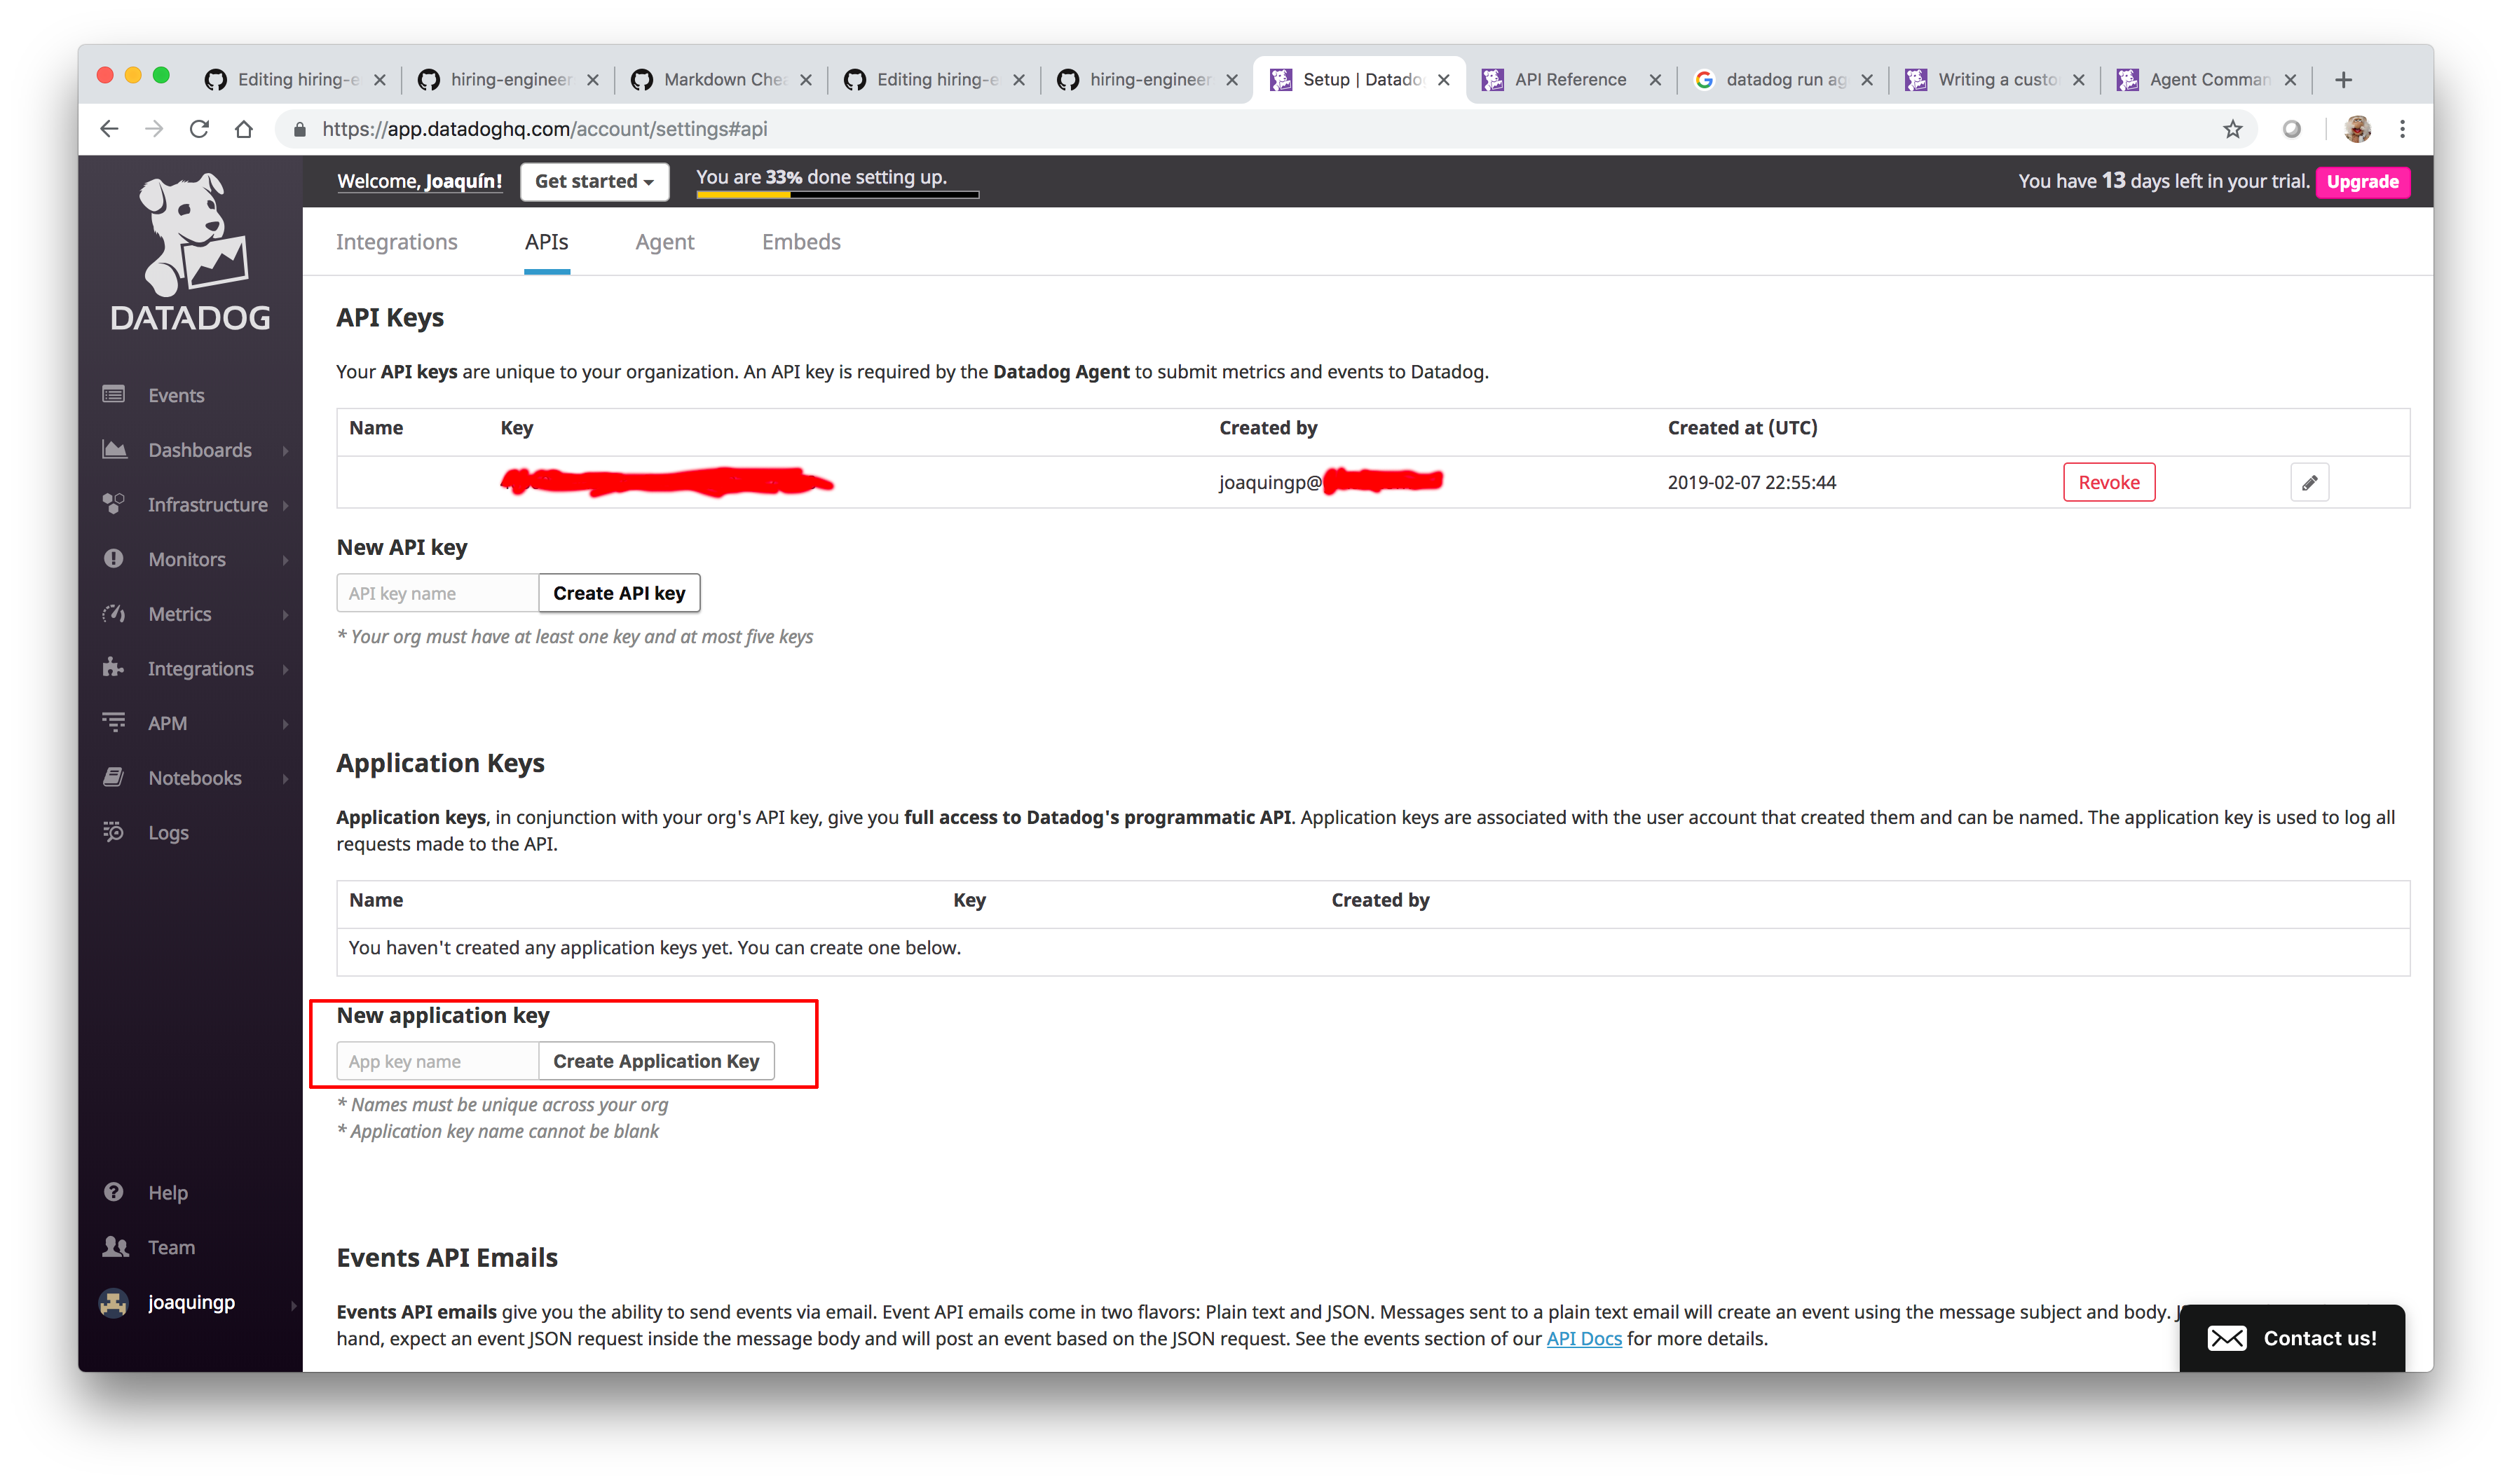 Editing hiring-e
hiring-engineer
Markdown Chea
Editing hiring-e
hiring-engineer
Setup | Datado
API Reference
datadog run ag
Writing a custo
Agent Comman
https://app.datadoghq.com/account/settings#api
Welcome, Joaquín!
Get started
You are 33% done setting up.
You have 13 days left in your trial.
Upgrade
DATADOG
Events
Dashboards
Infrastructure
Monitors
Metrics
Integrations
APM
Notebooks
Logs
Help
Team
joaquingp
Integrations
APIs
Agent
Embeds
API Keys
Your API keys are unique to your organization. An API key is required by the Datadog Agent to submit metrics and events to Datadog.
Name Key Created by Created at (UTC)
joaquingp@ 2019-02-07 22:55:44 Revoke
New API key
API key name Create API key
* Your org must have at least one key and at most five keys
Application Keys
Application keys, in conjunction with your org's API key, give you full access to Datadog's programmatic API. Application keys are associated with the user account that created them and can be named. The application key is used to log all
requests made to the API.
Name Key Created by
You haven't created any application keys yet. You can create one below.
New application key
App key name Create Application Key
* Names must be unique across your org
* Application key name cannot be blank
Events API Emails
Events API emails give you the ability to send events via email. Event API emails come in two flavors: Plain text and JSON. Messages sent to a plain text email will create an event using the message subject and body.
hand, expect an event JSON request inside the message body and will post an event based on the JSON request. See the events section of our API Docs for more details.
Contact us!